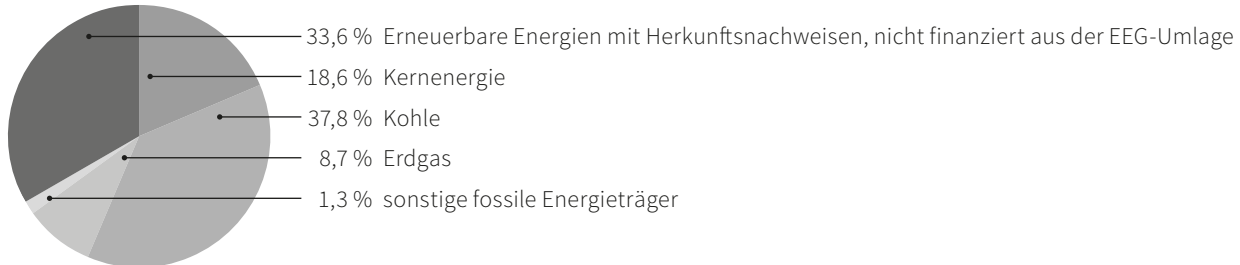 33,6 % Erneuerbare Energien mit Herkunftsnachweisen, nicht finanziert aus der EEG-Umlage
18,6 % Kernenergie
37,8 % Kohle
8,7 % Erdgas
1,3 % sonstige fossile Energieträger